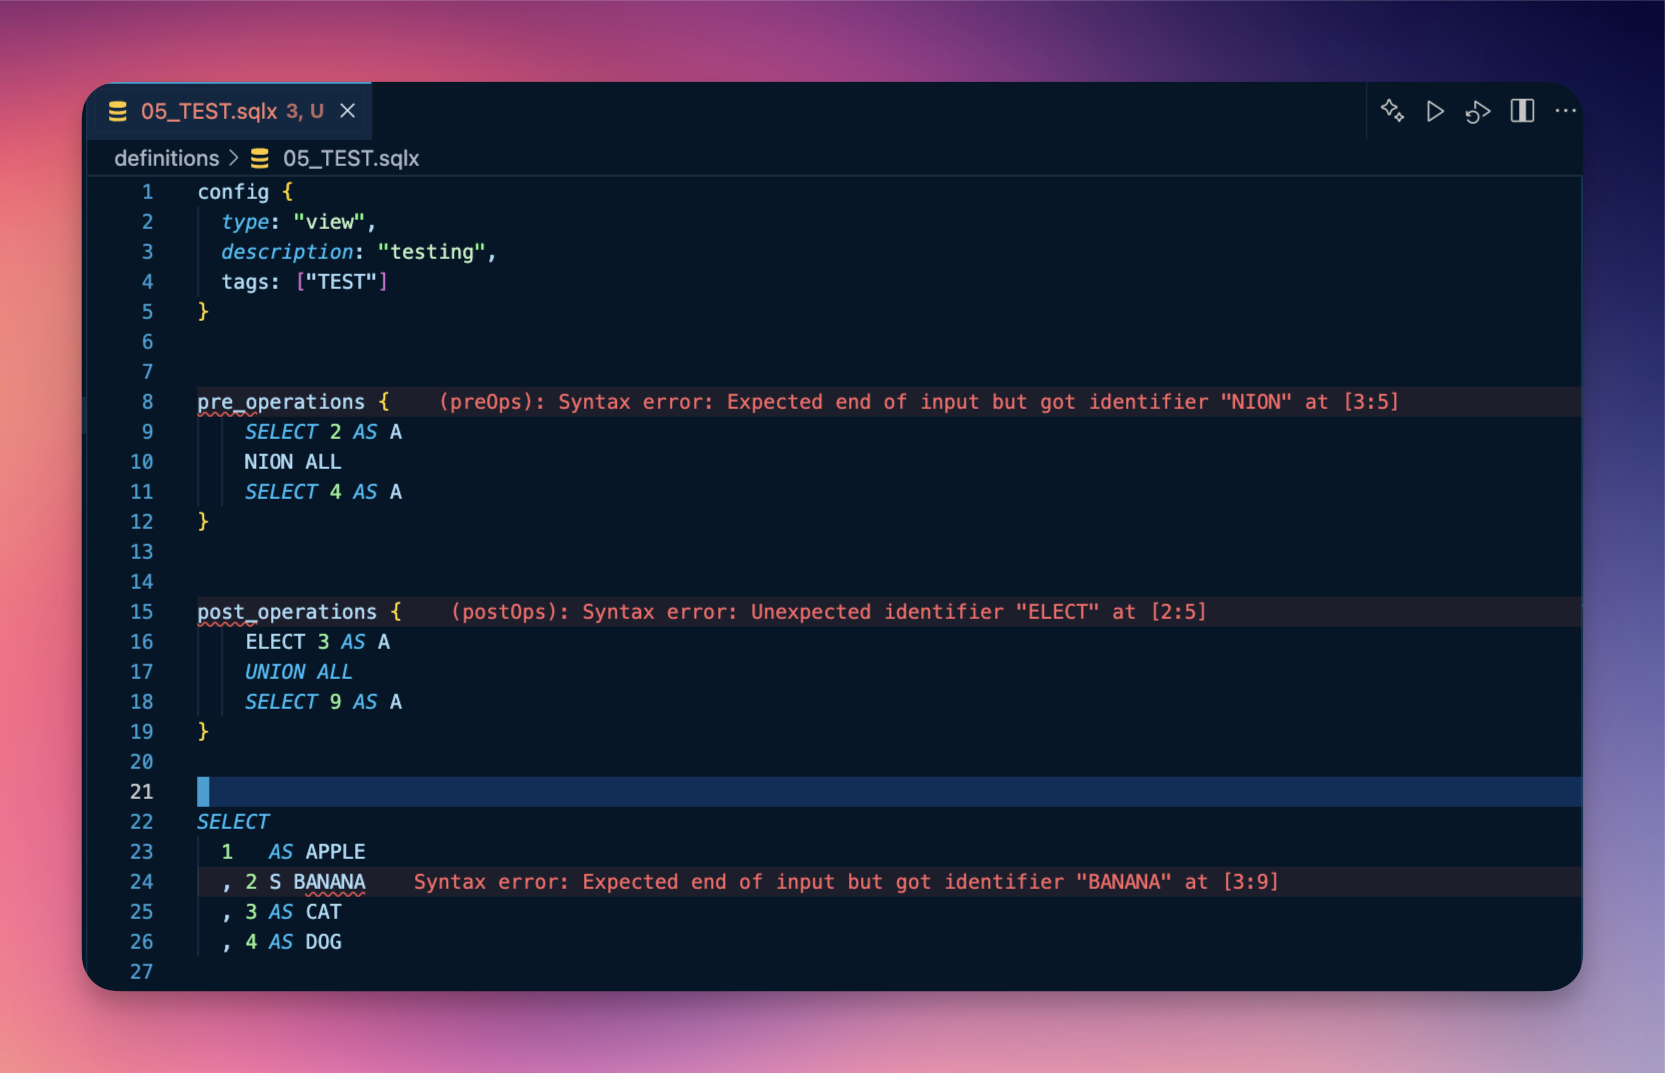 05_TEST.sqlx 3, U
definitions > 05_TEST.sqlx
1 config {
2 type: "view",
3 description: "testing",
4 tags: ["TEST"]
5 }
6
7
8 pre_operations { (preOps): Syntax error: Expected end of input but got identifier "NION" at [3:5]
9 SELECT 2 AS A
10 NION ALL
11 SELECT 4 AS A
12 }
13
14
15 post_operations { (postOps): Syntax error: Unexpected identifier "ELECT" at [2:5]
16 ELECT 3 AS A
17 UNION ALL
18 SELECT 9 AS A
19 }
20
21
22 SELECT
23 1 AS APPLE
24 , 2 S BANANA Syntax error: Expected end of input but got identifier "BANANA" at [3:9]
25 , 3 AS CAT
26 , 4 AS DOG
27